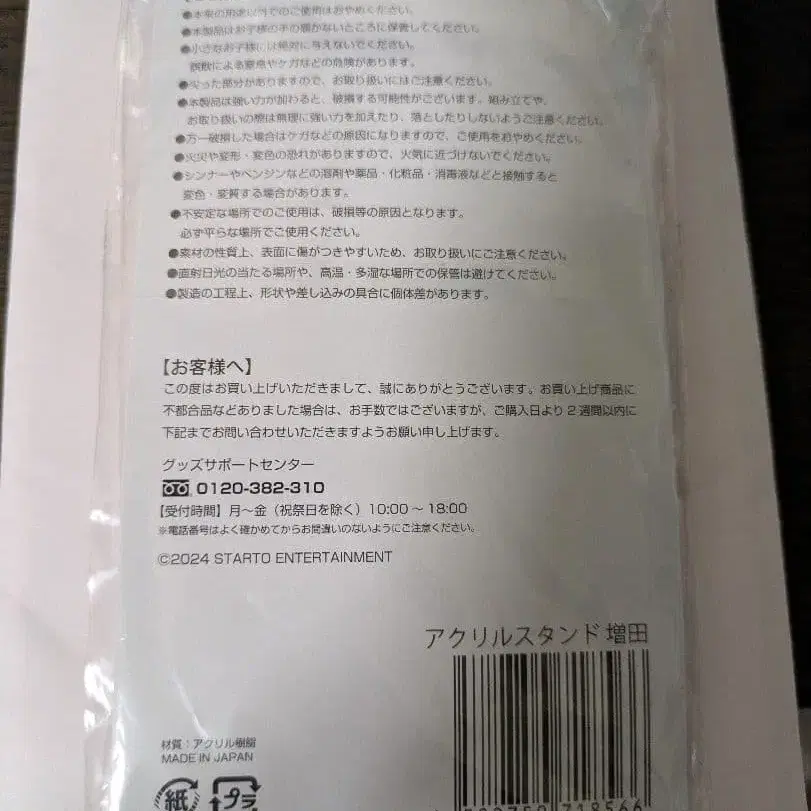 ●本来の用途以外でのご使用はおやめください。
●本製品はお子様の手の届かないところに保管してください。
●小さなお子様には絶対に与えないでください。
誤飲による窒息やケガなどの危険があります。
●尖った部分がありますので、お取り扱いにはご注意ください。
●本製品は強い力が加わると、破損する可能性がございます。組み立てや、
お取り扱いの際は無理に強い力を加えたり、落としたりしないようご注意ください。
●万一破損した場合はケガなどの原因になりますので、ご使用をおやめください。
●火災や変形・変色の恐れがありますので、火気に近づけないでください。
●シンナーやベンジンなどの溶剤や薬品・化粧品・消毒液などと接触すると
変色・変質する場合があります。
●不安定な場所でのご使用は、破損等の原因となります。
必ず平らな場所でご使用ください。
●素材の性質上、表面に傷がつきやすいため、お取り扱いにご注意ください。
●直射日光の当たる場所や、高温・多湿な場所での保管は避けてください。
●製造の工程上、形状や差し込みの具合に個体差があります。
【お客様へ】
この度はお買い上げいただきまして、誠にありがとうございます。お買い上げ商品に
不都合品などありました場合は、お手数ではございますが、ご購入日より2週間以内に
下記までお問い合わせいただきますようお願い申し上げます。
グッズサポートセンター
0120-382-310
【受付時間】月～金（祝祭日を除く）10:00～18:00
※電話番号はよく確かめてからお間違いのないようにご注意ください。
©2024 STARTO ENTERTAINMENT
アクリルスタンド 増田
材質：アクリル樹脂
MADE IN JAPAN
紙 プラ